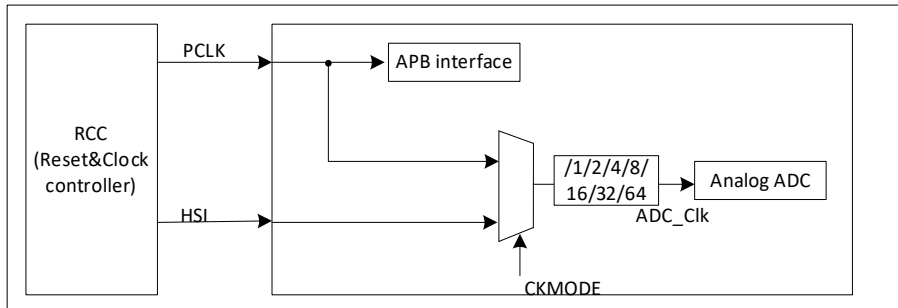 PCLK
APB interface
RCC
(Reset&Clock
controller)
/1/2/4/8/
16/32/64
Analog ADC
HSI
ADC_Clk
CKMODE